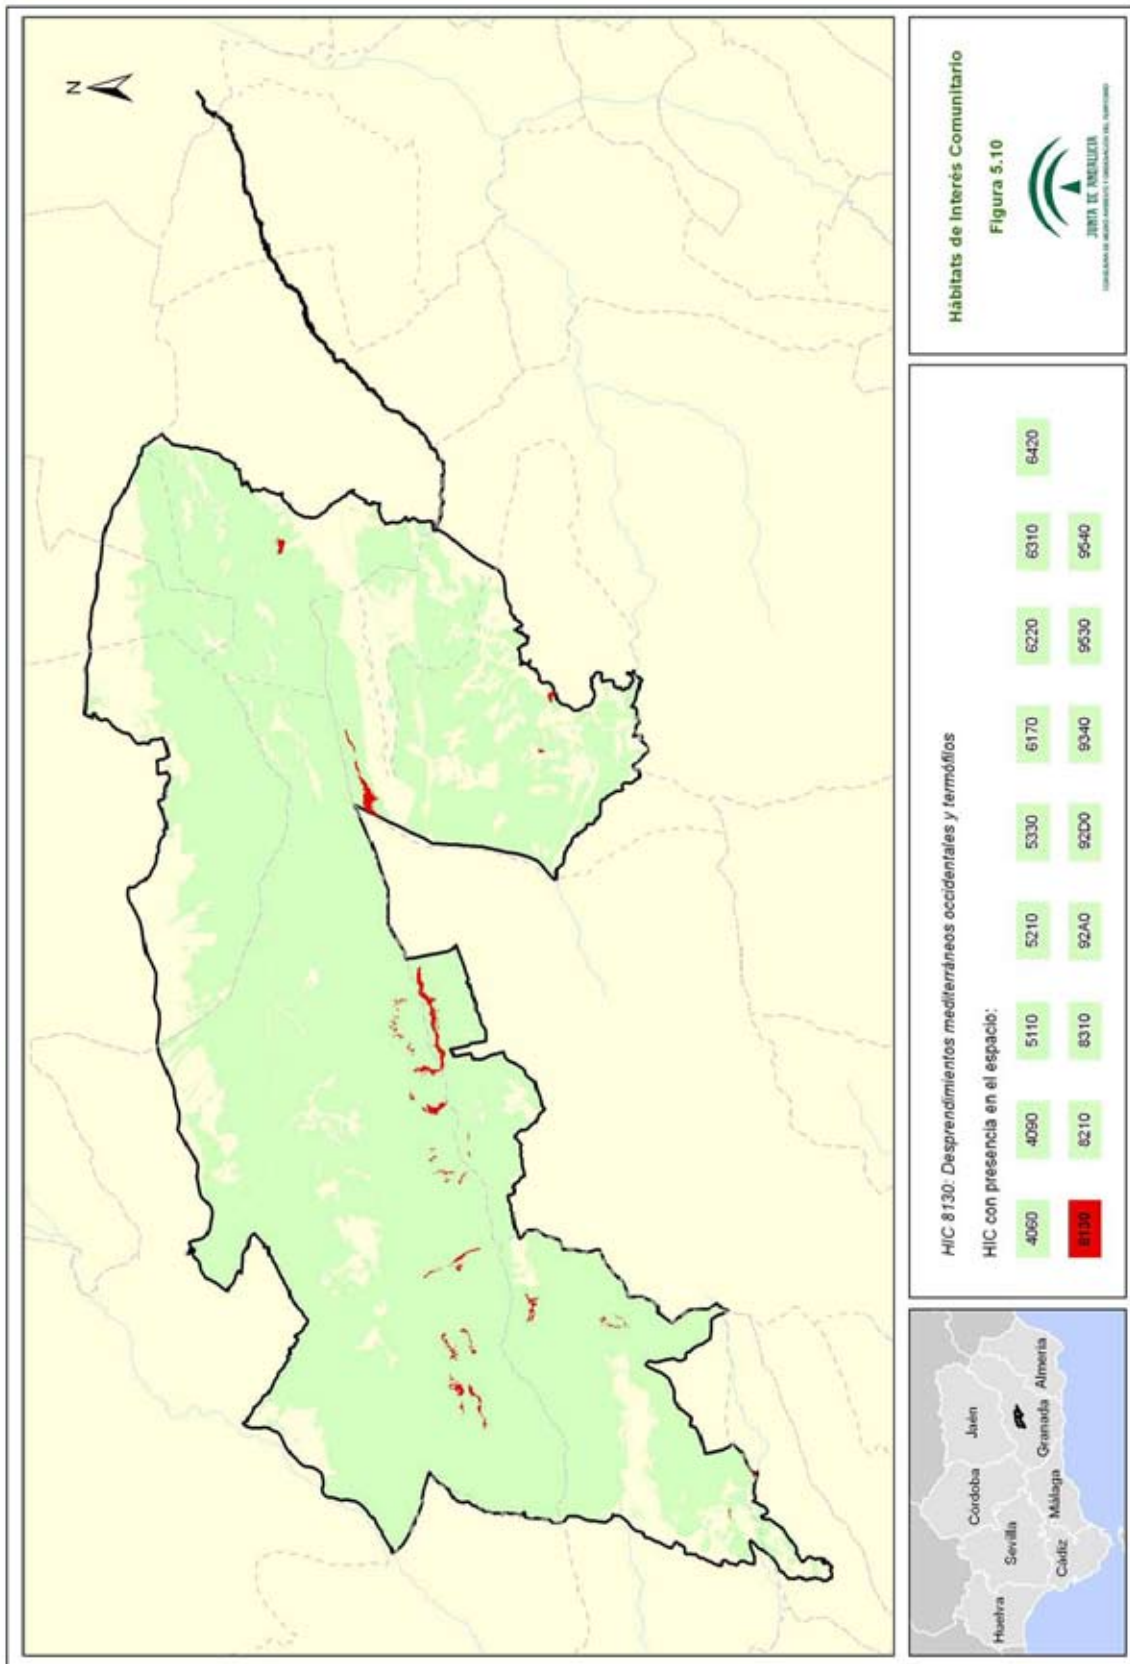 N
HIC 8130: Desprendimientos mediterráneos occidentales y termófilos
HIC con presencia en el espacio:
4060 4090 5110 5210 5330 6170 6220 6310 6420
8130 8210 8310 92A0 92D0 9340 9530 9540
Huelva
Sevilla
Córdoba
Jaén
Cádiz
Málaga
Granada
Almería
Hábitats de Interés Comunitario
Figura 5.10
JUNTA DE ANDALUCIA